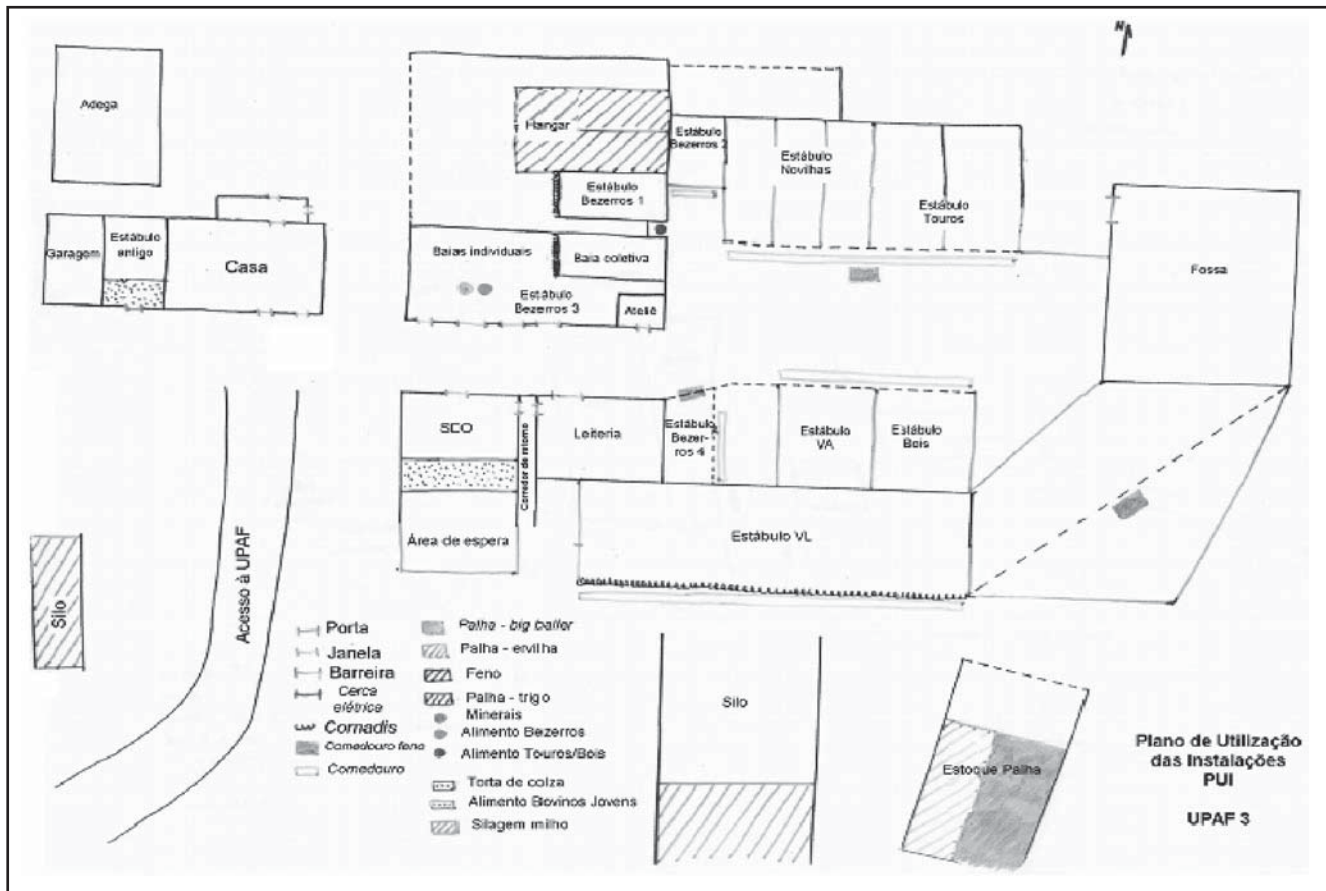 N
Adega
Hangar
Estábulo
Bezerros 2
Estábulo
Novilhas
Estábulo
Touros
Estábulo
Bezerros 1
Garagem
Estábulo
antigo
Casa
Baias individuais
Baia coletiva
Estábulo
Bezerros 3
Ateliê
Fossa
Leiteria
Corredor de retorno
Estábulo
Bezer-
ros 4
Estábulo
VA
Estábulo
Bois
Área de espera
Estábulo VL
Silo
Acesso à UPAF
Porta
Janela
Barreira
Cerca
elétrica
Cornadis
Comedouro feno
Comedouro
Palha - big baller
Palha - ervilha
Feno
Palha - trigo
Minerais
Alimento Bezerros
Alimento Touros/Bois
Torta de colza
Alimento Biovinos Jovens
Silagem milho
Silo
Estoque Palha
Plano de Utilização
das Instalações
PUI
UPAF 3